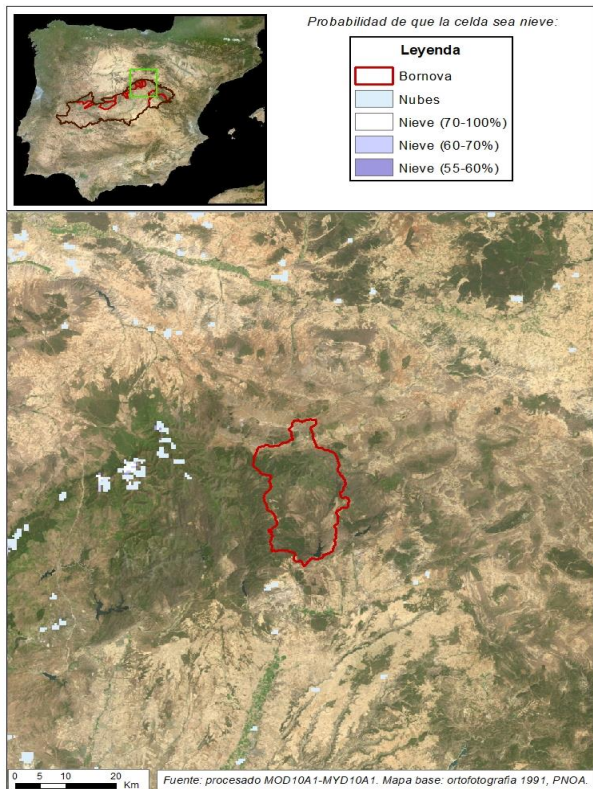 Probabilidad de que la celda sea nieve:
Leyenda
Bornova
Nubes
Nieve (70-100%)
Nieve (60-70%)
Nieve (55-60%)
0 5 10 20
Km
Fuente: procesado MOD10A1-MYD10A1. Mapa base: ortofotografia 1991, PNOA.